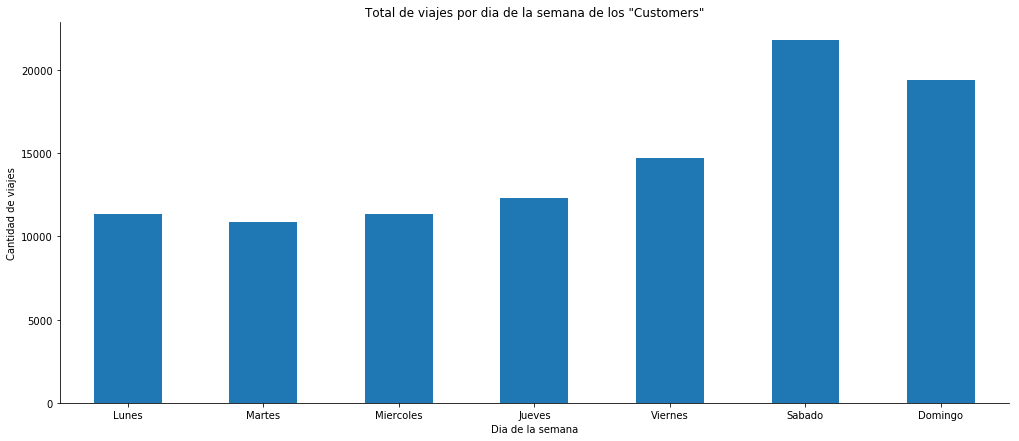 Total de viajes por dia de la semana de los "Customers"
Cantidad de viajes
20000
15000
10000
5000
0
Lunes Martes Miercoles Jueves Viernes Sabado Domingo
Dia de la semana